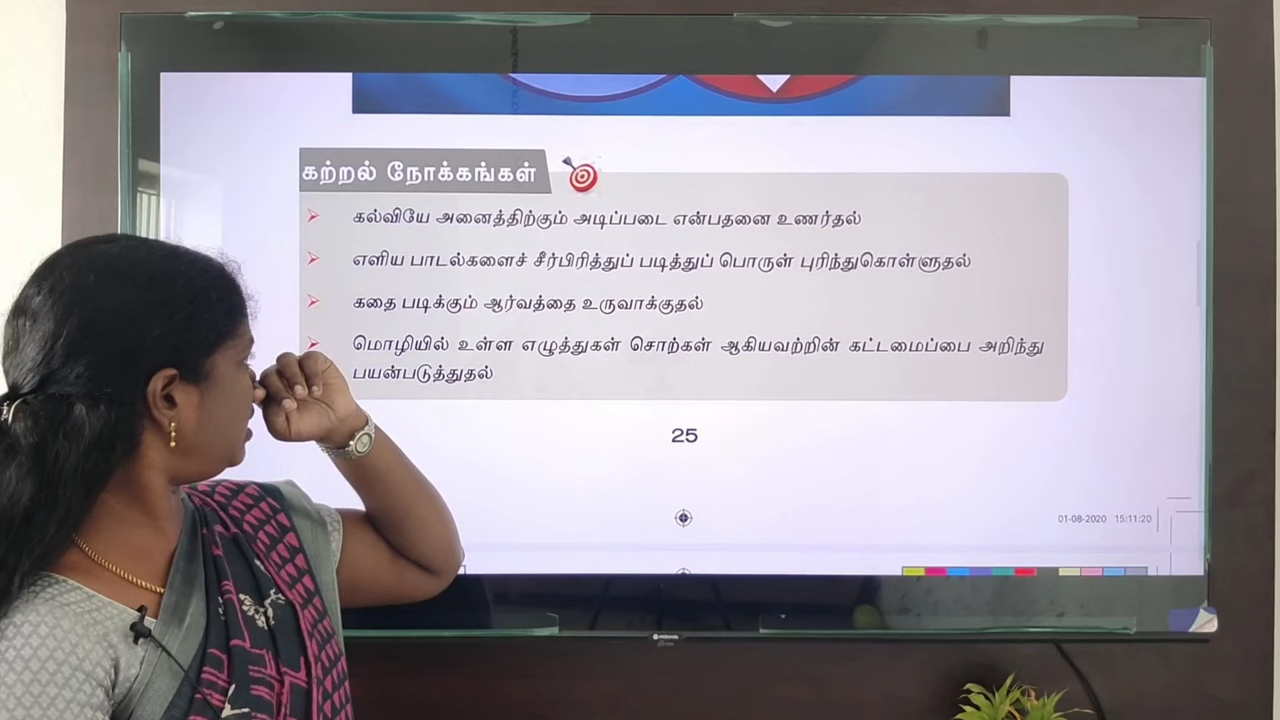 கற்றல் நோக்கங்கள்
கல்வியே அனைத்திற்கும் அடிப்படை என்பதனை உணர்தல்
எளிய பாடல்களைச் சீர்பிரித்துப் படித்துப் பொருள் புரிந்துகொள்ளுதல்
கதை படிக்கும் ஆர்வத்தை உருவாக்குதல்
மொழியில் உள்ள எழுத்துகள் சொற்கள் ஆகியவற்றின் கட்டமைப்பை அறிந்து
பயன்படுத்துதல்
25
01-08-2020 15:11:20
motorola